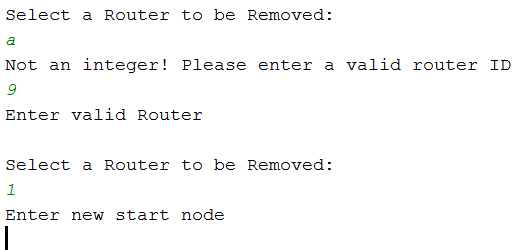 Select a Router to be Removed:
a
Not an integer! Please enter a valid router ID
9
Enter valid Router
Select a Router to be Removed:
1
Enter new start node